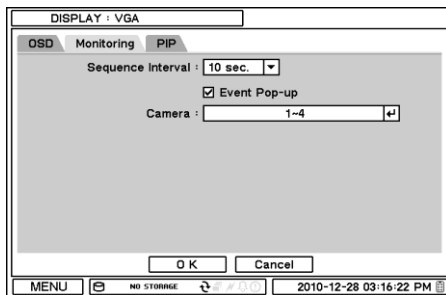 DISPLAY : VGA
OSD Monitoring PIP
Sequence Interval : 10 sec.
Event Pop-up
Camera : 1~4
O K Cancel
MENU NO STORAGE 2010-12-28 03:16:22 PM